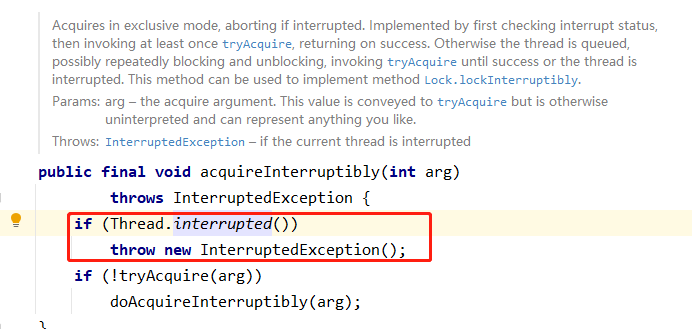 Acquires in exclusive mode, aborting if interrupted. Implemented by first checking interrupt status,
then invoking at least once tryAcquire, returning on success. Otherwise the thread is queued,
possibly repeatedly blocking and unblocking, invoking tryAcquire until success or the thread is
interrupted. This method can be used to implement method Lock.lockInterruptibly.
Params: arg – the acquire argument. This value is conveyed to tryAcquire but is otherwise
uninterpreted and can represent anything you like.
Throws: InterruptedException – if the current thread is interrupted
public final void acquireInterruptibly(int arg)
throws InterruptedException {
if (Thread.interrupted())
throw new InterruptedException();
if (!tryAcquire(arg))
doAcquireInterruptibly(arg);
}